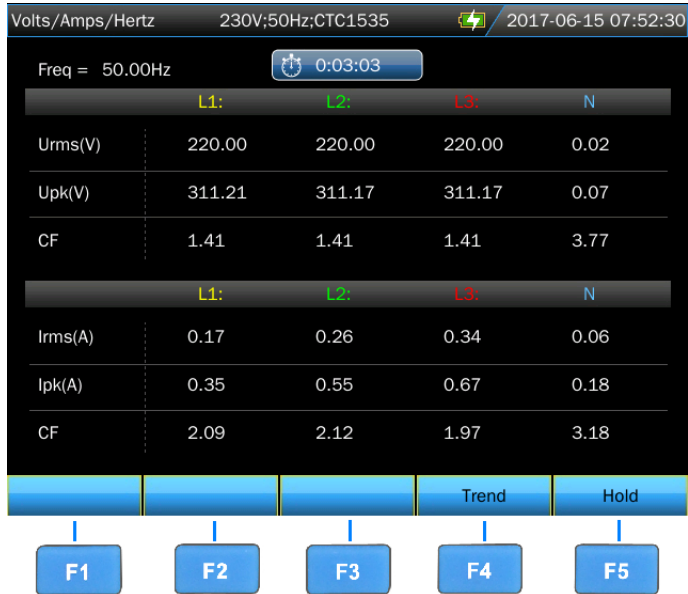 Volts/Amps/Hertz 230V;50Hz;CTC1535 2017-06-15 07:52:30
Freq = 50.00Hz 0:03:03
L1: L2: L3: N
Urms(V) 220.00 220.00 220.00 0.02
Upk(V) 311.21 311.17 311.17 0.07
CF 1.41 1.41 1.41 3.77
L1: L2: L3: N
Irms(A) 0.17 0.26 0.34 0.06
Ipk(A) 0.35 0.55 0.67 0.18
CF 2.09 2.12 1.97 3.18
Trend Hold
F1 F2 F3 F4 F5